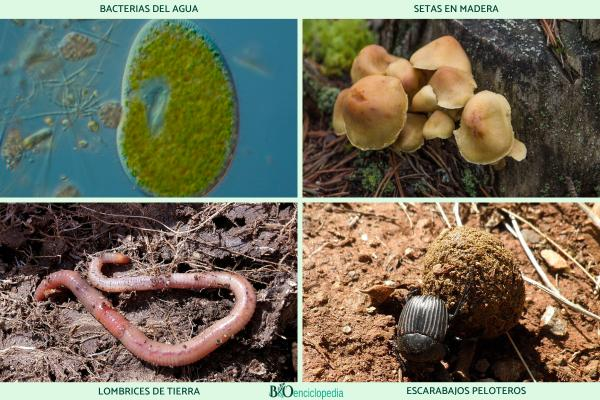 BACTERIAS DEL AGUA
SETAS EN MADERA
LOMBRICES DE TIERRA
BIOenciclopedia
ESCARABAJOS PELOTEROS